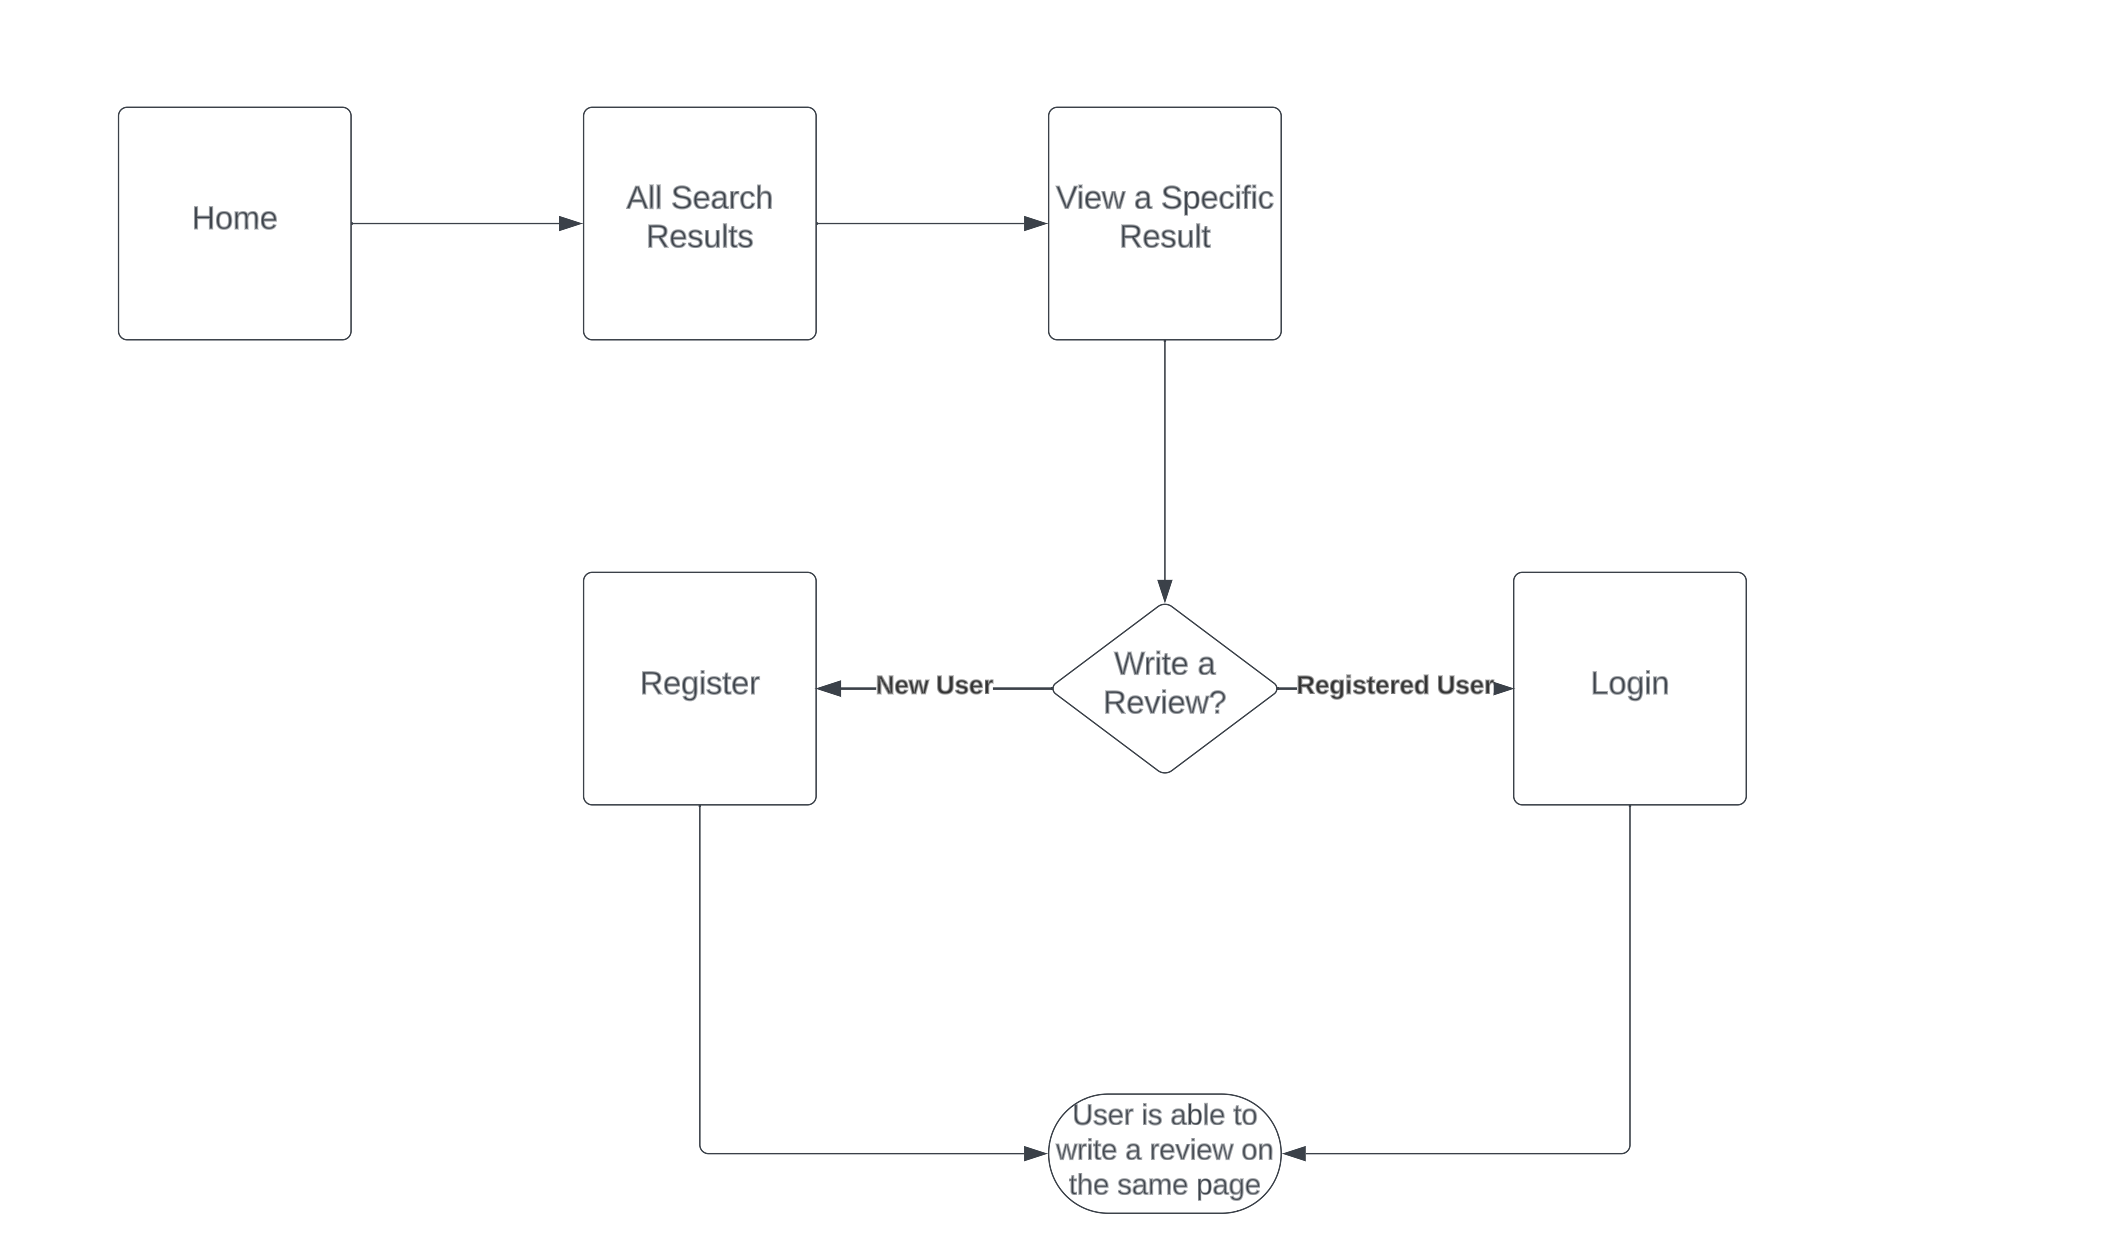 Home
All Search
Results
View a Specific
Result
Register
New User
Write a
Review?
Registered User
Login
User is able to
write a review on
the same page